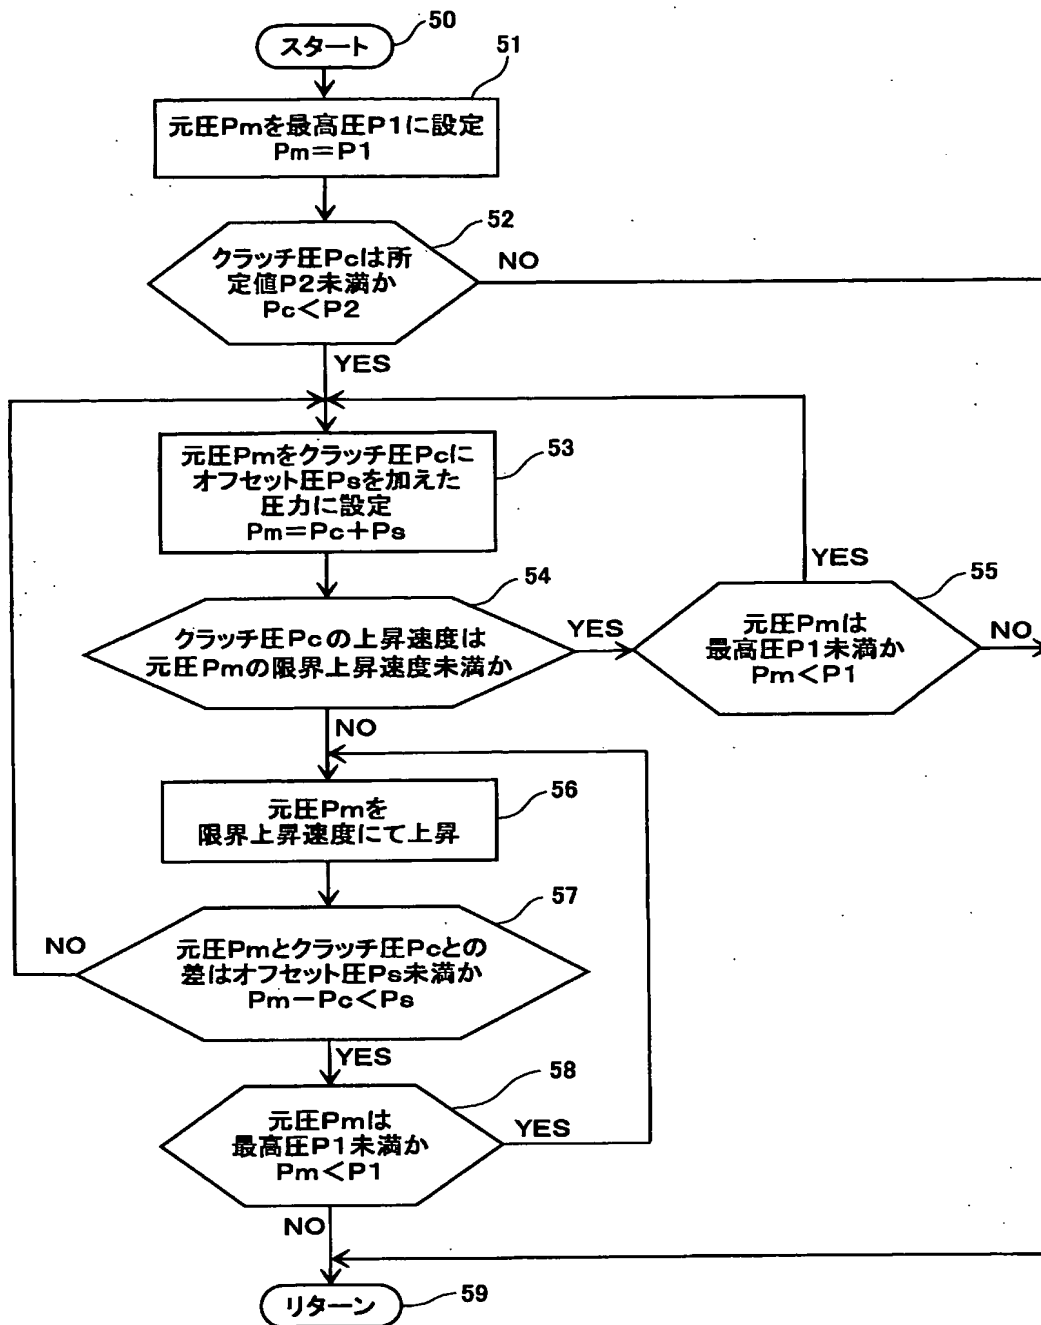 50
スタート
51
元圧Pmを最高圧P1に設定
Pm=P1
52
クラッチ圧Pcは所
定値P2未満か
Pc<P2
NO
YES
53
元圧Pmをクラッチ圧Pcに
オフセット圧Psを加えた
圧力に設定
Pm=Pc+Ps
54
クラッチ圧Pcの上昇速度は
元圧Pmの限界上昇速度未満か
YES
NO
55
元圧Pmは
最高圧P1未満か
Pm<P1
YES
NO
56
元圧Pmを
限界上昇速度にて上昇
57
元圧Pmとクラッチ圧Pcとの
差はオフセット圧Ps未満か
Pm-Pc<Ps
NO
YES
58
元圧Pmは
最高圧P1未満か
Pm<P1
YES
NO
リターン
59